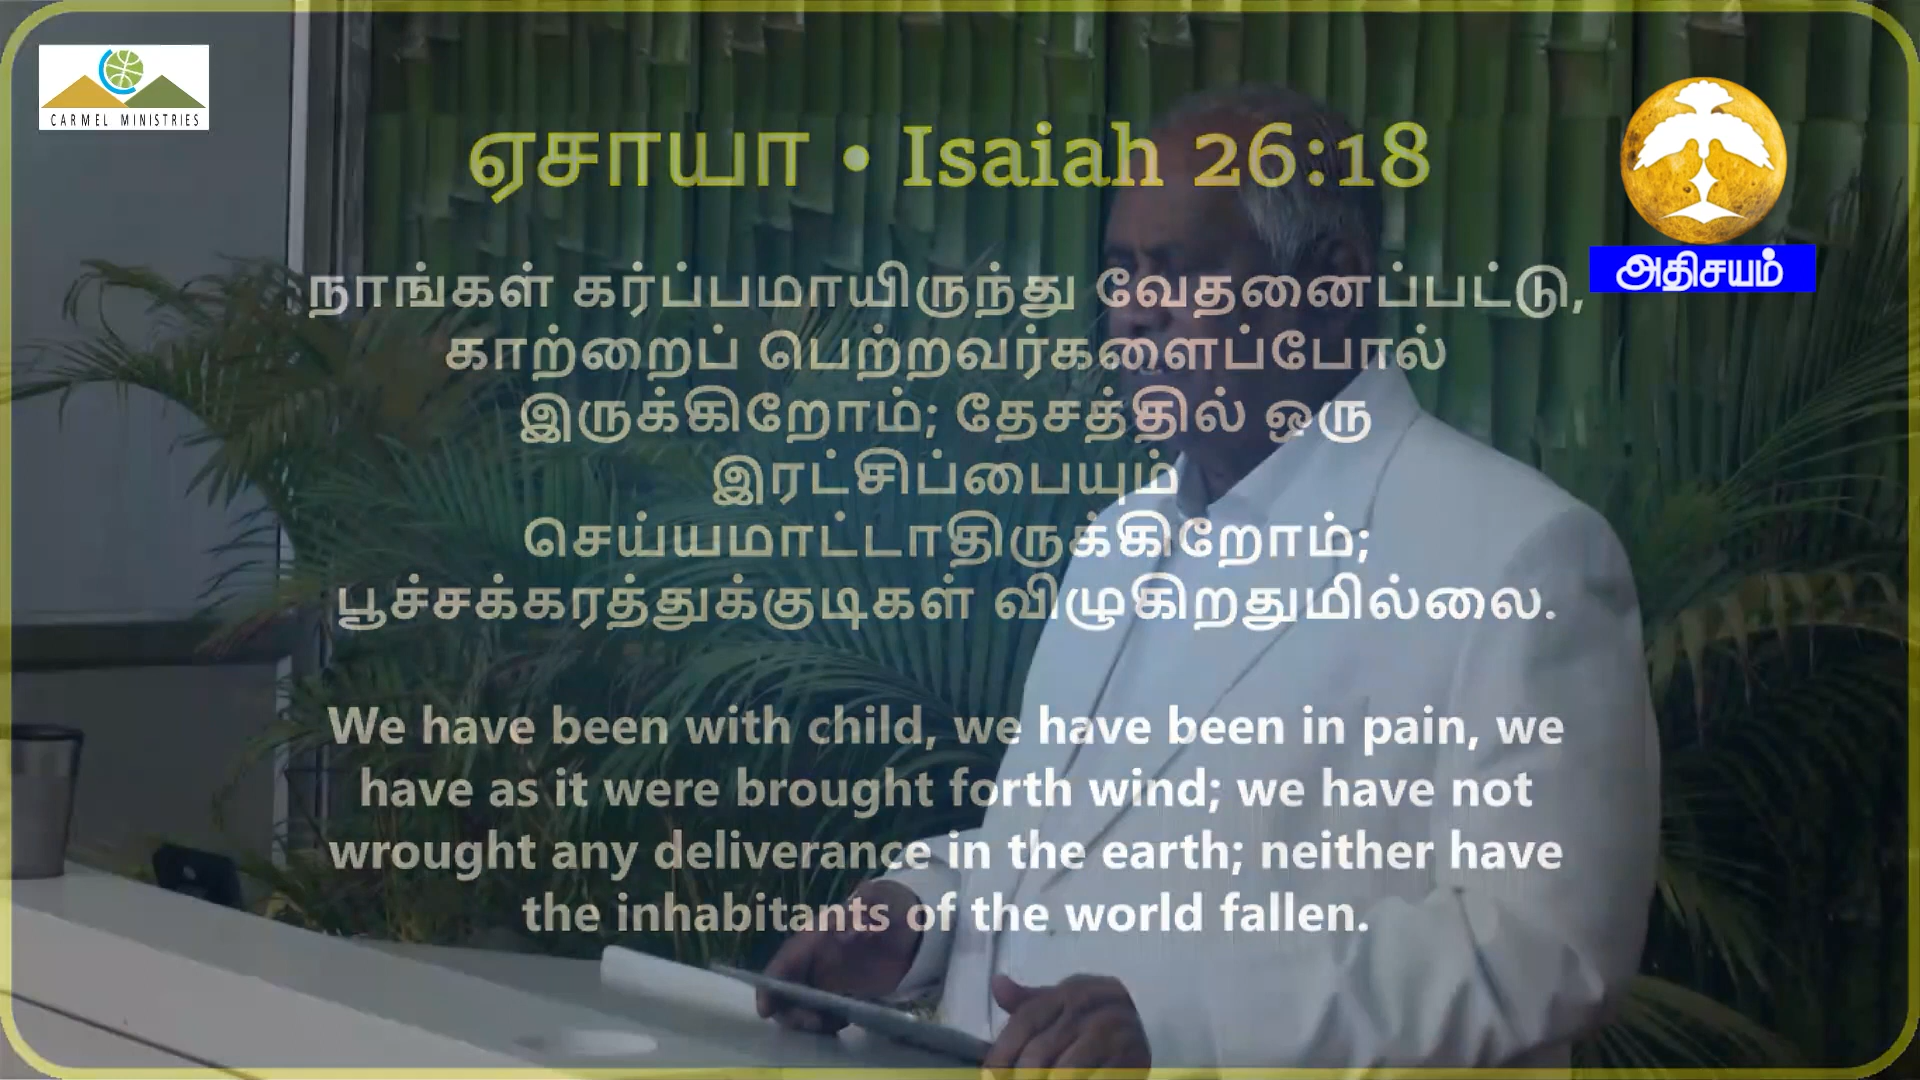 CARMEL MINISTRIES
ஏசாயா • Isaiah 26:18
அதிசயம்
நாங்கள் கர்ப்பமாயிருந்து வேதனைப்பட்டு,
காற்றைப் பெற்றவர்களைப்போல்
இருக்கிறோம்; தேசத்தில் ஒரு
இரட்சிப்பையும்
செய்யமாட்டாதிருக்கிறோம்;
பூச்சக்கரத்துக்குடிகள் விழுகிறதுமில்லை.
We have been with child, we have been in pain, we
have as it were brought forth wind; we have not
wrought any deliverance in the earth; neither have
the inhabitants of the world fallen.